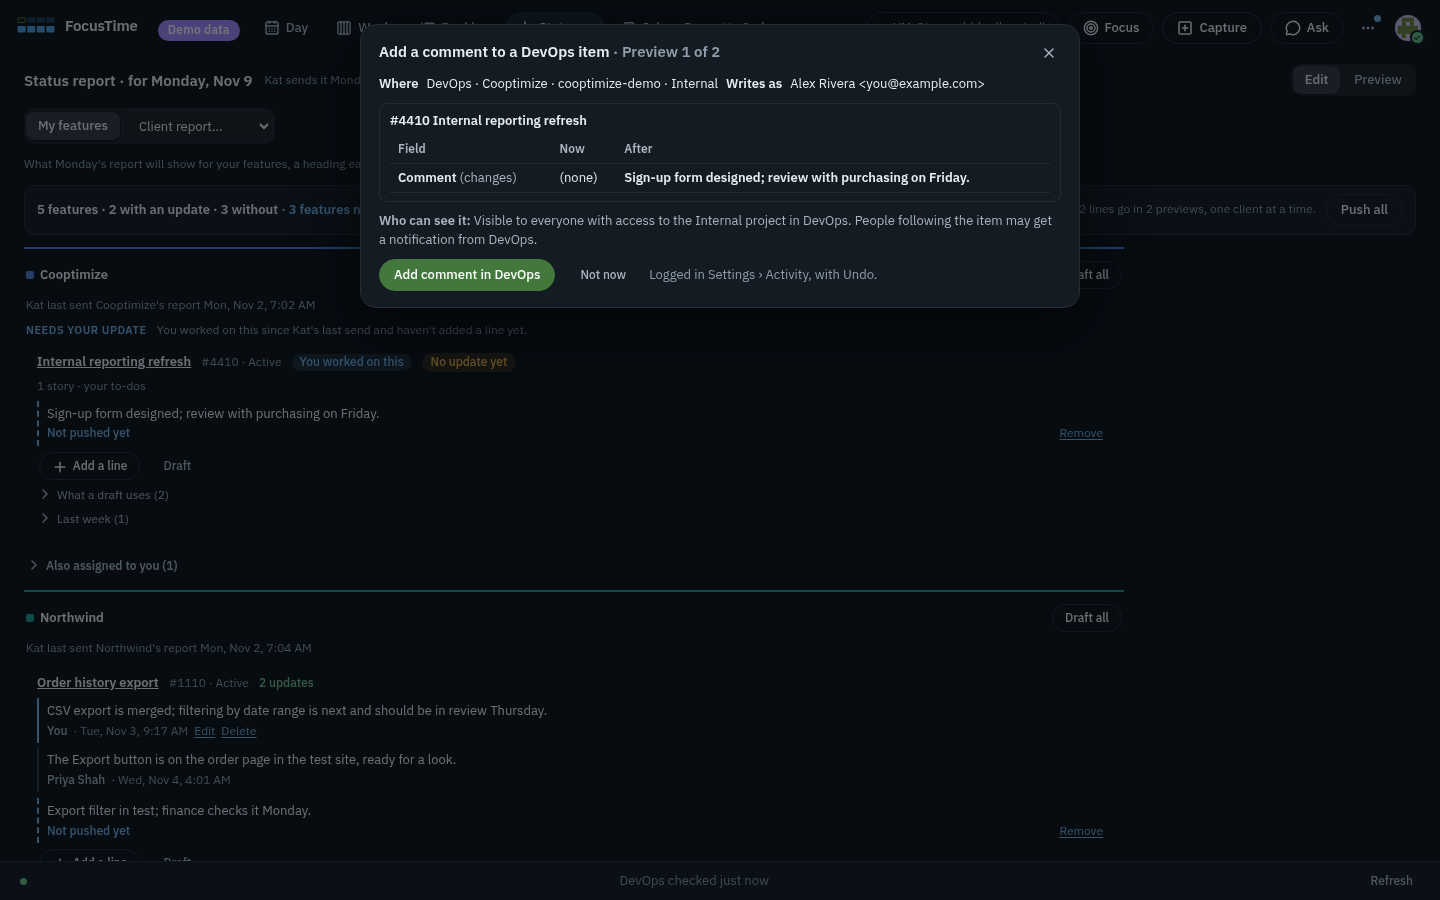 FocusTime
Demo data
Day
Focus
Capture
Ask
Add a comment to a DevOps item · Preview 1 of 2
Where DevOps · Cooptimize · cooptimize-demo · Internal Writes as Alex Rivera <you@example.com>
#4410 Internal reporting refresh
Field Now After
Comment (changes) (none) Sign-up form designed; review with purchasing on Friday.
Who can see it: Visible to everyone with access to the Internal project in DevOps. People following the item may get
a notification from DevOps.
Add comment in DevOps Not now Logged in Settings › Activity, with Undo.
Status report · for Monday, Nov 9 Kat sends it Mond
Edit Preview
My features Client report...
What Monday's report will show for your features, a heading ea
5 features · 2 with an update · 3 without · 3 features n
2 lines go in 2 previews, one client at a time. Push all
Cooptimize
aft all
Kat last sent Cooptimize's report Mon, Nov 2, 7:02 AM
NEEDS YOUR UPDATE You worked on this since Kat's last send and haven't added a line yet.
Internal reporting refresh #4410 · Active You worked on this No update yet
1 story · your to-dos
Sign-up form designed; review with purchasing on Friday.
Not pushed yet Remove
Add a line Draft
What a draft uses (2)
Last week (1)
Also assigned to you (1)
Northwind Draft all
Kat last sent Northwind's report Mon, Nov 2, 7:04 AM
Order history export #1110 · Active 2 updates
CSV export is merged; filtering by date range is next and should be in review Thursday.
You · Tue, Nov 3, 9:17 AM Edit Delete
The Export button is on the order page in the test site, ready for a look.
Priya Shah · Wed, Nov 4, 4:01 AM
Export filter in test; finance checks it Monday.
Not pushed yet Remove
Add a line Draft
DevOps checked just now Refresh